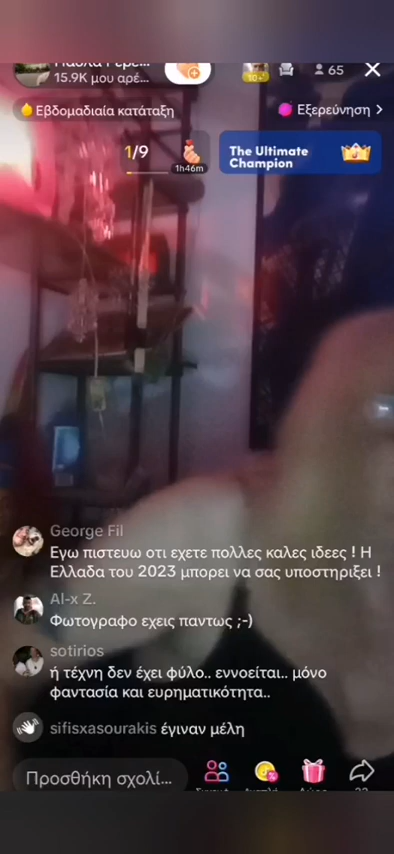 15.9K μου αρέ...
10+
65
Εβδομαδιαία κατάταξη
Εξερεύνηση >
1/9
1h46m
The Ultimate
Champion
George Fil
Εγω πιστευω οτι εχετε πολλες καλες ιδεες ! Η
Ελλαδα του 2023 μπορει να σας υποστηριξει !
Al-x Z.
Φωτογραφο εχεις παντως ;-)
sotirios
ή τέχνη δεν έχει φύλο.. εννοείται.. μόνο
φαντασία και ευρηματικότητα..
sifisxasourakis έγιναν μέλη
Προσθήκη σχολί...